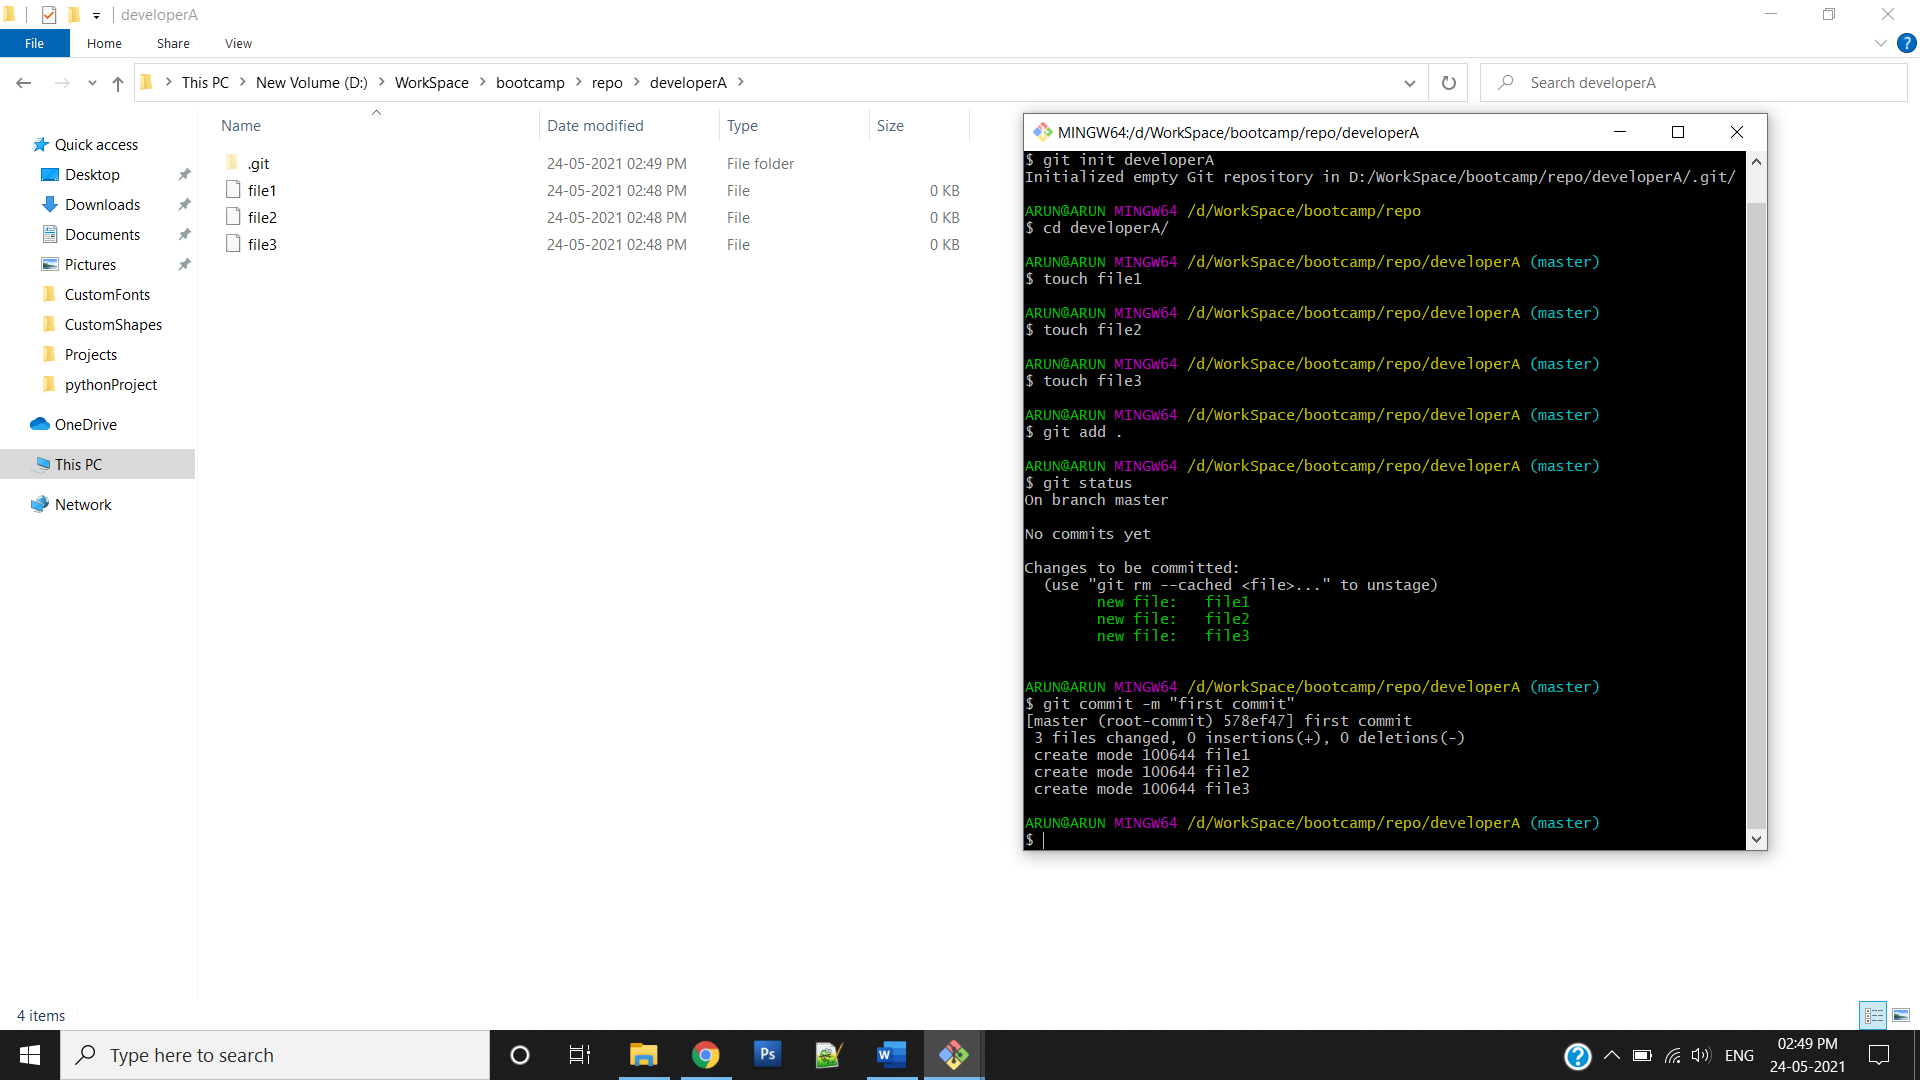 developerA
File Home Share View
This PC New Volume (D:) WorkSpace bootcamp repo developerA
Search developerA
Name Date modified Type Size
.git 24-05-2021 02:49 PM File folder
file1 24-05-2021 02:48 PM File 0 KB
file2 24-05-2021 02:48 PM File 0 KB
file3 24-05-2021 02:48 PM File 0 KB
Quick access
Desktop
Downloads
Documents
Pictures
CustomFonts
CustomShapes
Projects
pythonProject
OneDrive
This PC
Network
4 items
MINGW64:/d/WorkSpace/bootcamp/repo/developerA
$ git init developerA
Initialized empty Git repository in D:/WorkSpace/bootcamp/repo/developerA/.git/
ARUN@ARUN MINGW64 /d/WorkSpace/bootcamp/repo
$ cd developerA/
ARUN@ARUN MINGW64 /d/WorkSpace/bootcamp/repo/developerA (master)
$ touch file1
ARUN@ARUN MINGW64 /d/WorkSpace/bootcamp/repo/developerA (master)
$ touch file2
ARUN@ARUN MINGW64 /d/WorkSpace/bootcamp/repo/developerA (master)
$ touch file3
ARUN@ARUN MINGW64 /d/WorkSpace/bootcamp/repo/developerA (master)
$ git add .
ARUN@ARUN MINGW64 /d/WorkSpace/bootcamp/repo/developerA (master)
$ git status
On branch master
No commits yet
Changes to be committed:
(use "git rm --cached <file>..." to unstage)
new file: file1
new file: file2
new file: file3
ARUN@ARUN MINGW64 /d/WorkSpace/bootcamp/repo/developerA (master)
$ git commit -m "first commit"
[master (root-commit) 578ef47] first commit
3 files changed, 0 insertions(+), 0 deletions(-)
create mode 100644 file1
create mode 100644 file2
create mode 100644 file3
ARUN@ARUN MINGW64 /d/WorkSpace/bootcamp/repo/developerA (master)
$
Type here to search
Ps
W
ENG
02:49 PM
24-05-2021